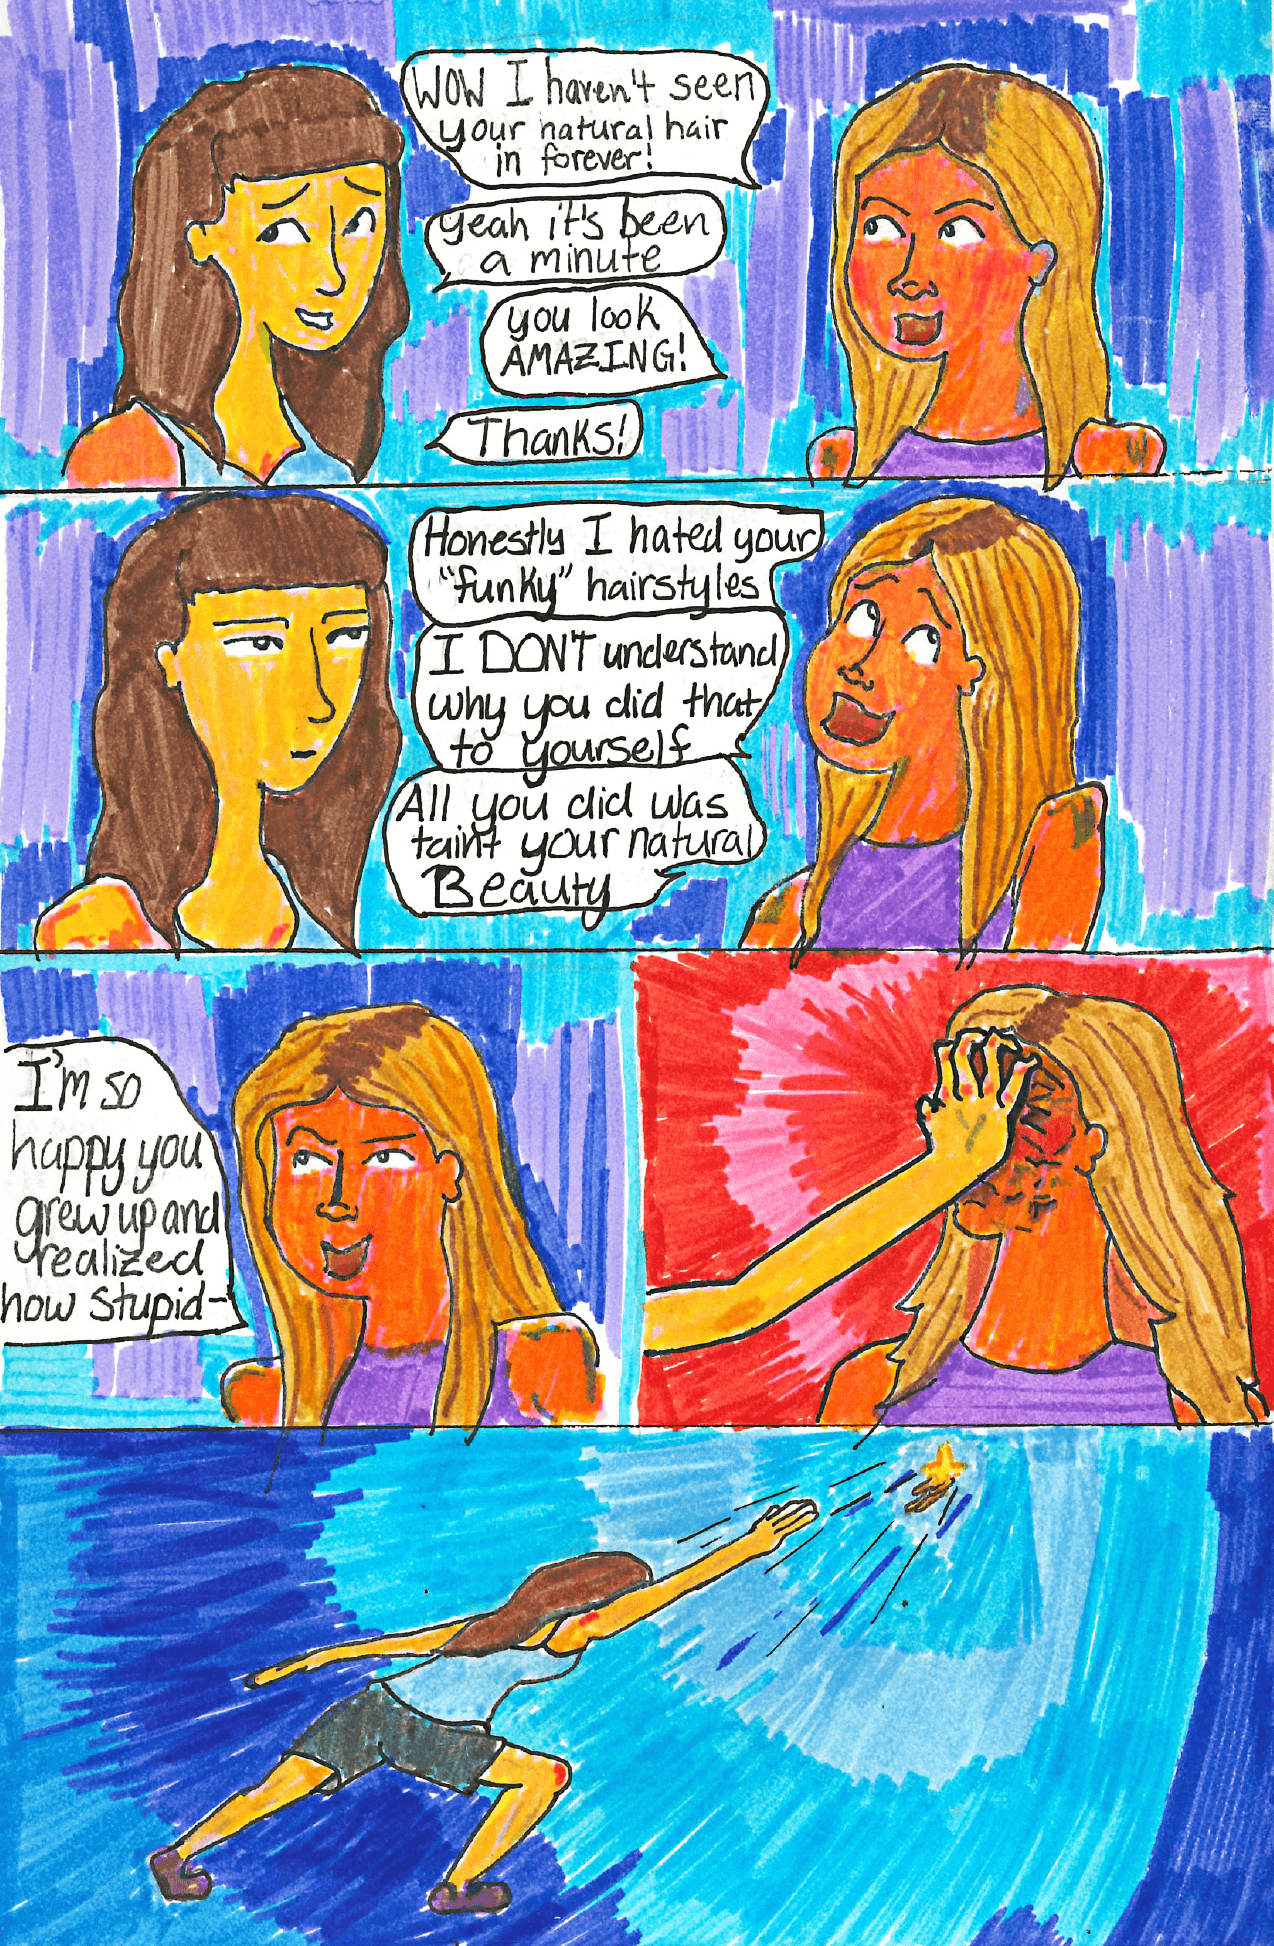 WOW I haven't seen
your natural hair
in forever!
yeah it's been
a minute
you look
AMAZING!
Thanks!
Honestly I hated your
"funky" hairstyles
I DON'T understand
why you did that
to yourself
All you did was
taint your natural
Beauty
I'm so
happy you
grew up and
realized
how stupid-